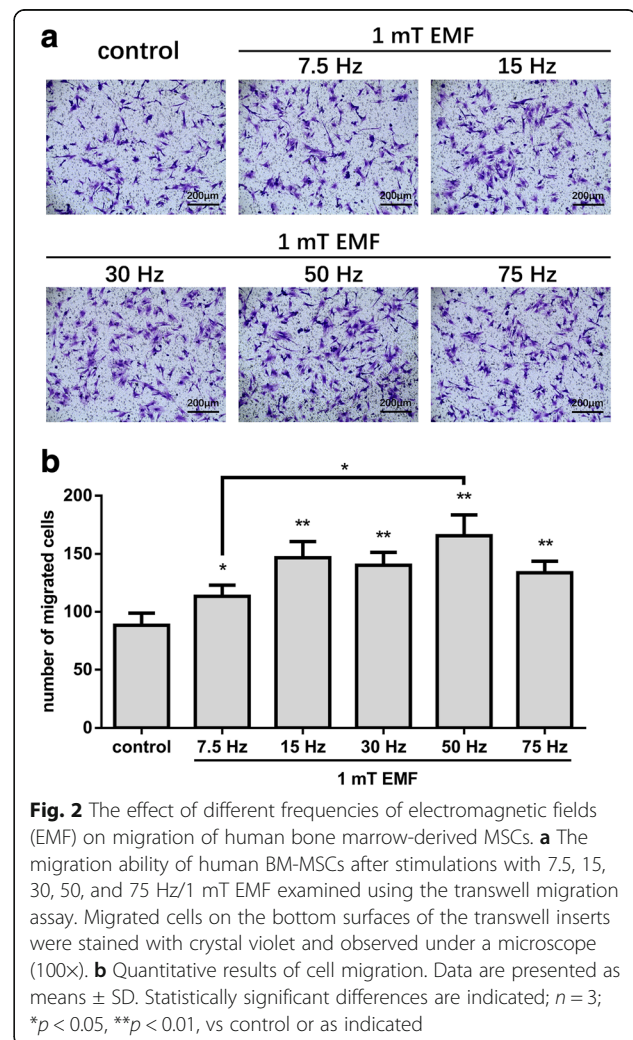 a
control
1 mT EMF
7.5 Hz 15 Hz
200μm 200μm 200μm
1 mT EMF
30 Hz 50 Hz 75 Hz
200μm 200μm 200μm
b
*
200
150
100
50
0
number of migrated cells
* ** ** ** **
control 7.5 Hz 15 Hz 30 Hz 50 Hz 75 Hz
1 mT EMF
Fig. 2 The effect of different frequencies of electromagnetic fields
(EMF) on migration of human bone marrow-derived MSCs. a The
migration ability of human BM-MSCs after stimulations with 7.5, 15,
30, 50, and 75 Hz/1 mT EMF examined using the transwell migration
assay. Migrated cells on the bottom surfaces of the transwell inserts
were stained with crystal violet and observed under a microscope
(100×). b Quantitative results of cell migration. Data are presented as
means ± SD. Statistically significant differences are indicated; n = 3;
*p < 0.05, **p < 0.01, vs control or as indicated